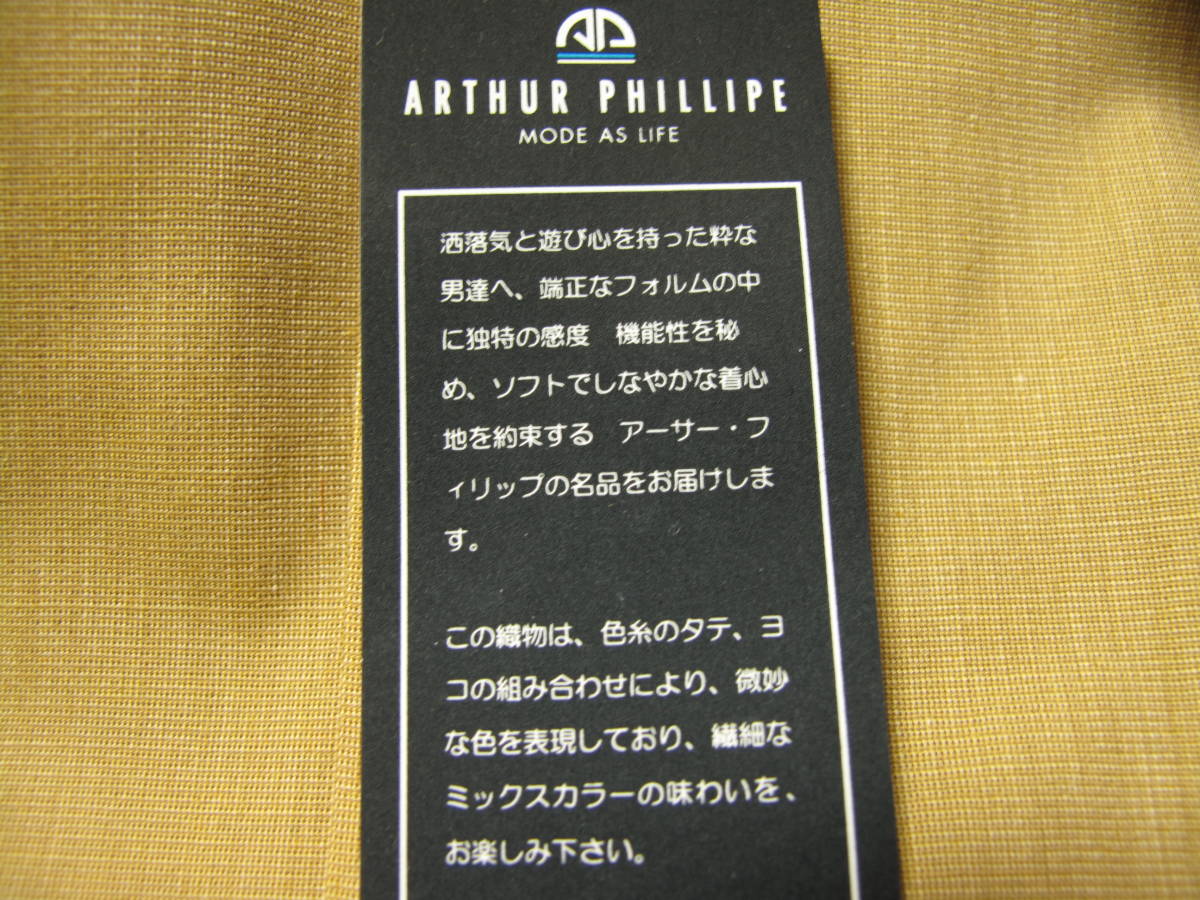 AP
ARTHUR PHILLIPE
MODE AS LIFE
洒落気と遊び心を持った粋な
男達へ、端正なフォルムの中
に独特の感度　機能性を秘
め、ソフトでしなやかな着心
地を約束する　アーサー・フ
ィリップの名品をお届けしま
す。
この織物は、色糸のタテ、ヨ
コの組み合わせにより、微妙
な色を表現しており、繊細な
ミックスカラーの味わいを、
お楽しみ下さい。